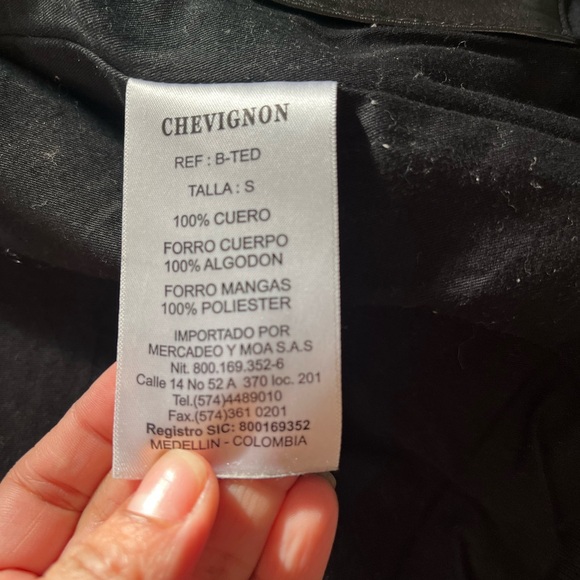 CHEVIGNON
REF : B-TED
TALLA : S
100% CUERO
FORRO CUERPO
100% ALGODON
FORRO MANGAS
100% POLIESTER
IMPORTADO POR
MERCADEO Y MOA S.A.S
Nit. 800.169.352-6
Calle 14 No 52 A 370 loc. 201
Tel.(574)4489010
Fax.(574)361 0201
Registro SIC: 800169352
MEDELLIN - COLOMBIA